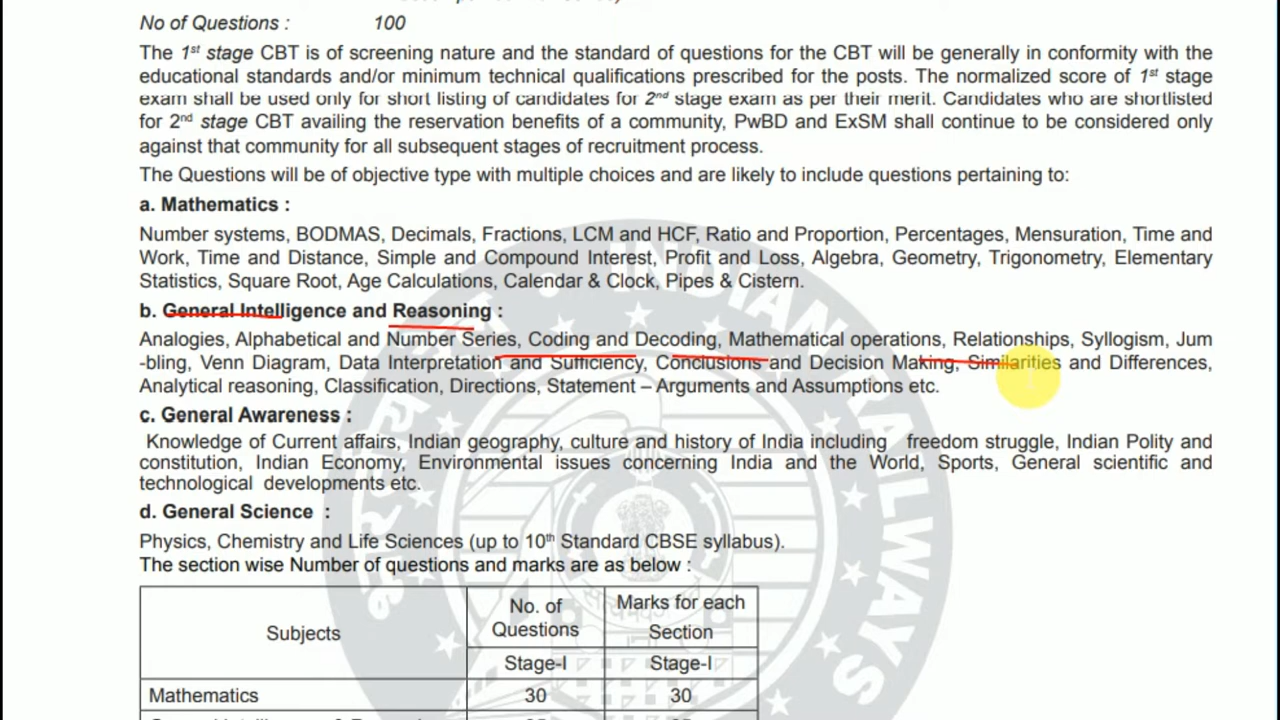 No of Questions : 100
The 1st stage CBT is of screening nature and the standard of questions for the CBT will be generally in conformity with the
educational standards and/or minimum technical qualifications prescribed for the posts. The normalized score of 1st stage
exam shall be used only for short listing of candidates for 2nd stage exam as per their merit. Candidates who are shortlisted
for 2nd stage CBT availing the reservation benefits of a community, PwBD and ExSM shall continue to be considered only
against that community for all subsequent stages of recruitment process.
The Questions will be of objective type with multiple choices and are likely to include questions pertaining to:
a. Mathematics :
Number systems, BODMAS, Decimals, Fractions, LCM and HCF, Ratio and Proportion, Percentages, Mensuration, Time and
Work, Time and Distance, Simple and Compound Interest, Profit and Loss, Algebra, Geometry, Trigonometry, Elementary
Statistics, Square Root, Age Calculations, Calendar & Clock, Pipes & Cistern.
b. General Intelligence and Reasoning :
Analogies, Alphabetical and Number Series, Coding and Decoding, Mathematical operations, Relationships, Syllogism, Jum
-bling, Venn Diagram, Data Interpretation and Sufficiency, Conclusions and Decision Making, Similarities and Differences,
Analytical reasoning, Classification, Directions, Statement – Arguments and Assumptions etc.
c. General Awareness :
Knowledge of Current affairs, Indian geography, culture and history of India including freedom struggle, Indian Polity and
constitution, Indian Economy, Environmental issues concerning India and the World, Sports, General scientific and
technological developments etc.
d. General Science :
Physics, Chemistry and Life Sciences (up to 10th Standard CBSE syllabus).
The section wise Number of questions and marks are as below :
Subjects
No. of Questions
Marks for each Section
Stage-I Stage-I
Mathematics 30 30
INDIAN RAILWAYS